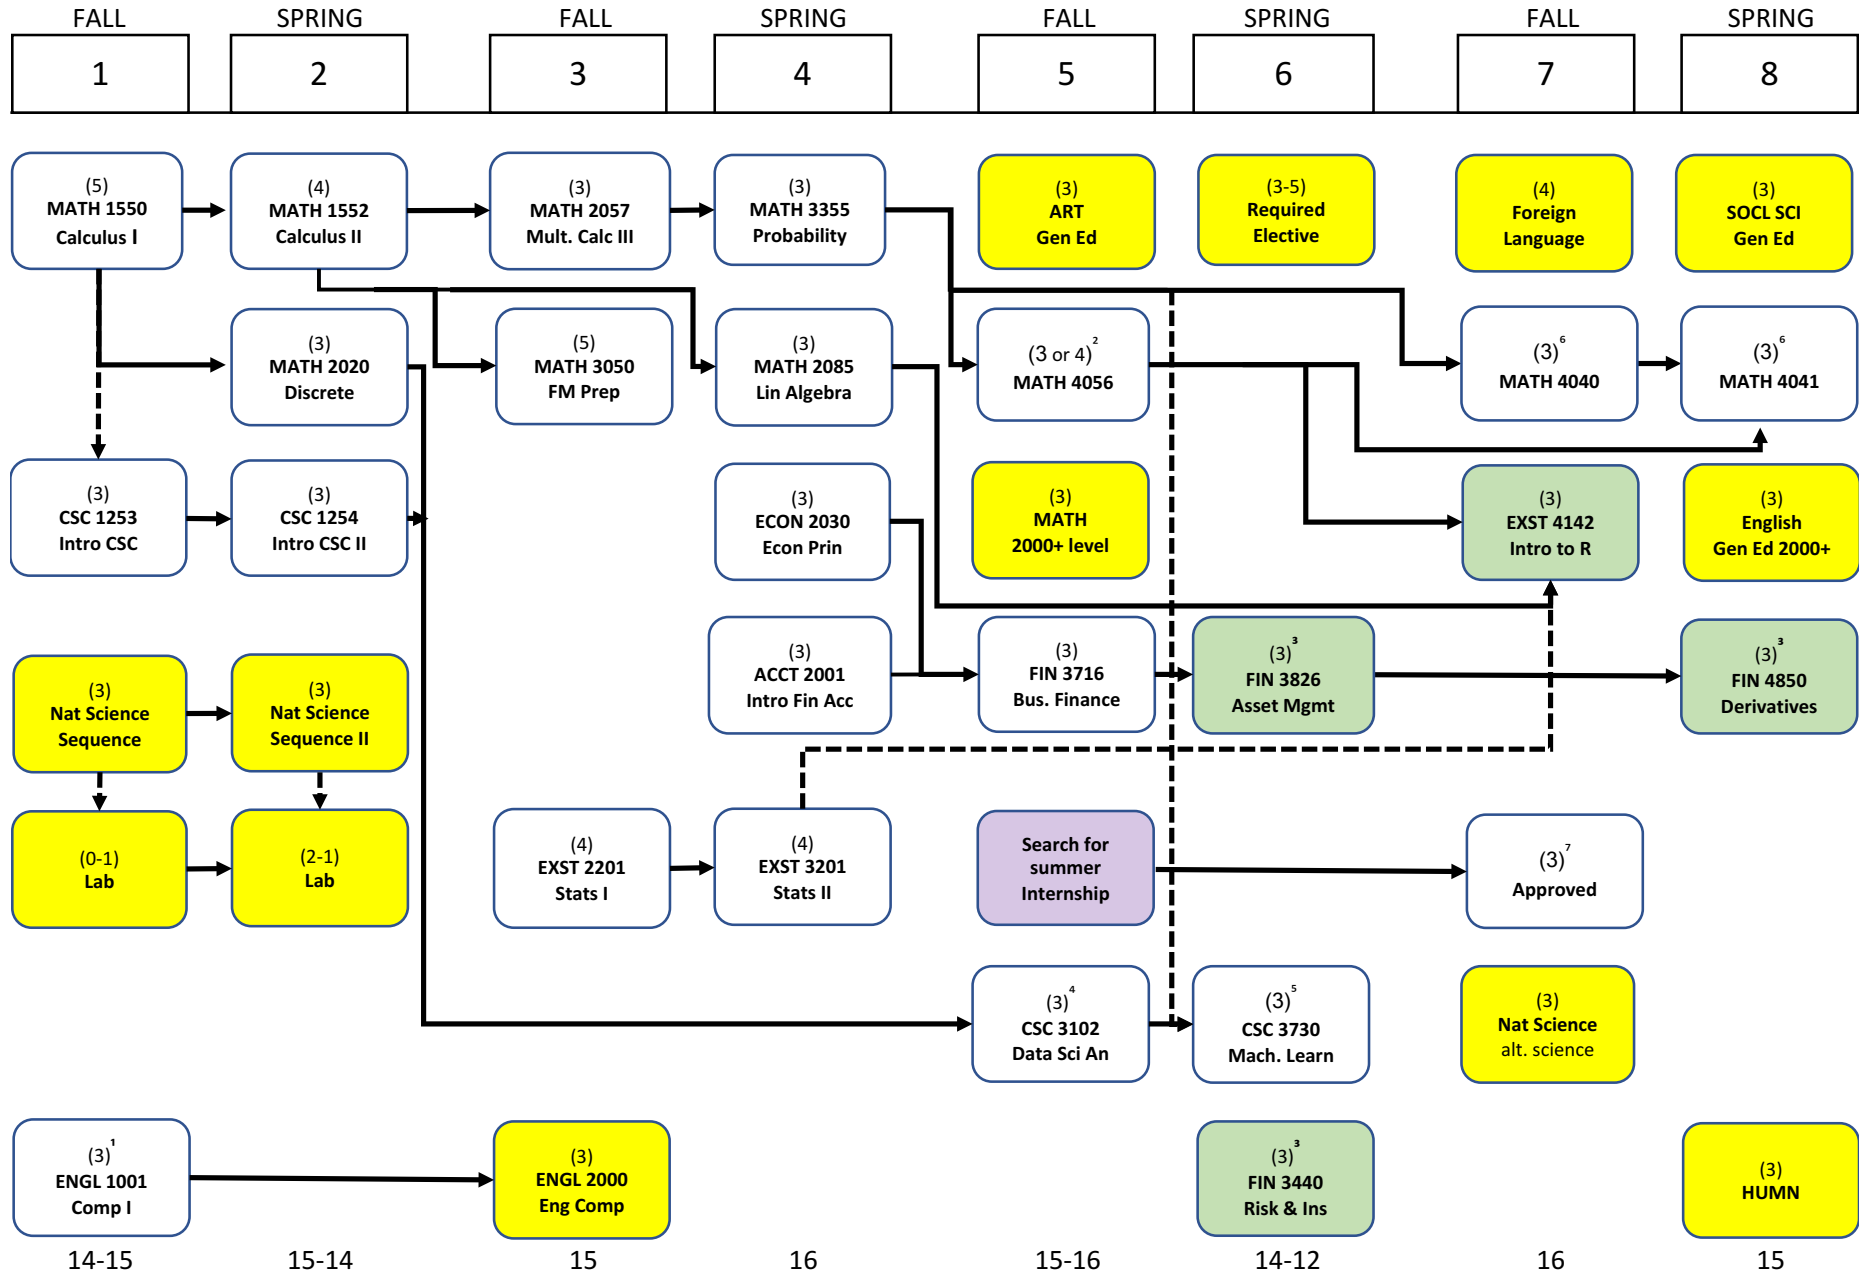 FALL
SPRING
FALL
SPRING
FALL
SPRING
FALL
SPRING
1
2
3
4
5
6
7
8
(5)
MATH 1550
Calculus I
(4)
MATH 1552
Calculus II
(3)
MATH 2057
Mult. Calc III
(3)
MATH 3355
Probability
(3)
ART
Gen Ed
(3-5)
Required
Elective
(4)
Foreign
Language
(3)
SOCL SCI
Gen Ed
(3)
MATH 2020
Discrete
(5)
MATH 3050
FM Prep
(3)
MATH 2085
Lin Algebra
(3 or 4)²
MATH 4056
(3)⁶
MATH 4040
(3)⁶
MATH 4041
(3)
CSC 1253
Intro CSC
(3)
CSC 1254
Intro CSC II
(3)
ECON 2030
Econ Prin
(3)
MATH
2000+ level
(3)
EXST 4142
Intro to R
(3)
English
Gen Ed 2000+
(3)
Nat Science
Sequence
(3)
Nat Science
Sequence II
(3)
ACCT 2001
Intro Fin Acc
(3)
FIN 3716
Bus. Finance
(3)³
FIN 3826
Asset Mgmt
(3)³
FIN 4850
Derivatives
(0-1)
Lab
(2-1)
Lab
(4)
EXST 2201
Stats I
(4)
EXST 3201
Stats II
Search for
summer
Internship
(3)⁷
Approved
(3)⁴
CSC 3102
Data Sci An
(3)⁵
CSC 3730
Mach. Learn
(3)
Nat Science
alt. science
(3)¹
ENGL 1001
Comp I
(3)
ENGL 2000
Eng Comp
(3)³
FIN 3440
Risk & Ins
(3)
HUMN
14-15
15-14
15
16
15-16
14-12
16
15